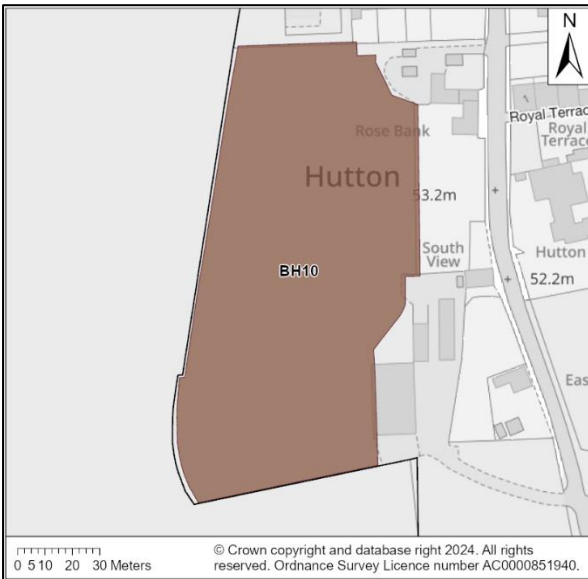 N
Royal Terrac
Royal
Terrace
Rose Bank
Hutton
53.2m
South
View
Hutton
52.2m
BH10
Eas
0 5 10 20 30 Meters
© Crown copyright and database right 2024. All rights
reserved. Ordnance Survey Licence number AC0000851940.